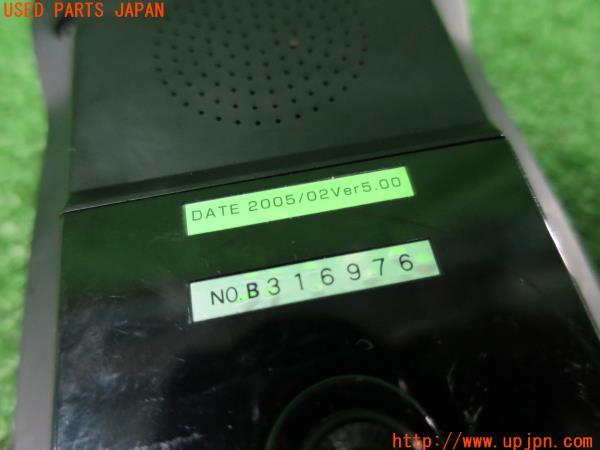 USED PARTS JAPAN
DATE 2005/02Ver5.00
NO.B316976
http://www.upjpn.com/